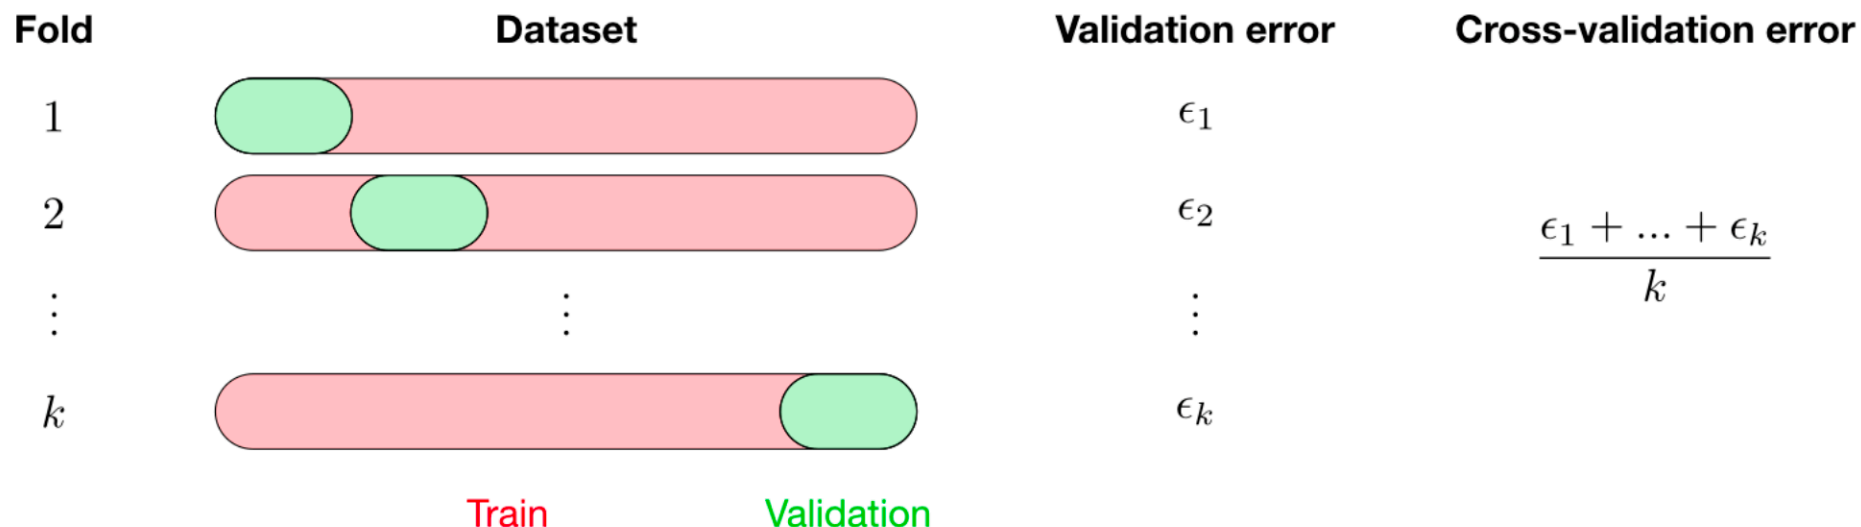 Fold Dataset Validation error Cross-validation error
1 ϵ₁
2 ϵ₂
ϵ₁ + ... + ϵₖ
k
⋮ ⋮ ⋮
k ϵₖ
Train Validation